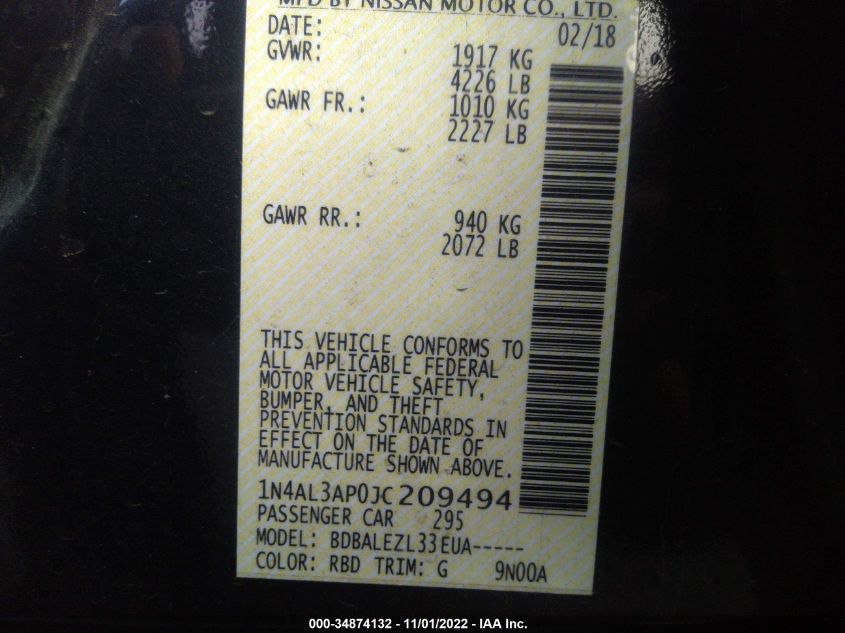 MFD BY NISSAN MOTOR CO., LTD.
DATE: 02/18
GVWR: 1917 KG
4226 LB
GAWR FR.: 1010 KG
2227 LB
GAWR RR.: 940 KG
2072 LB
THIS VEHICLE CONFORMS TO
ALL APPLICABLE FEDERAL
MOTOR VEHICLE SAFETY,
BUMPER, AND THEFT
PREVENTION STANDARDS IN
EFFECT ON THE DATE OF
MANUFACTURE SHOWN ABOVE.
1N4AL3AP0JC209494
PASSENGER CAR 295
MODEL: BDBALEZL33EUA-----
COLOR: RBD TRIM: G 9N00A
000-34874132 - 11/01/2022 - IAA Inc.